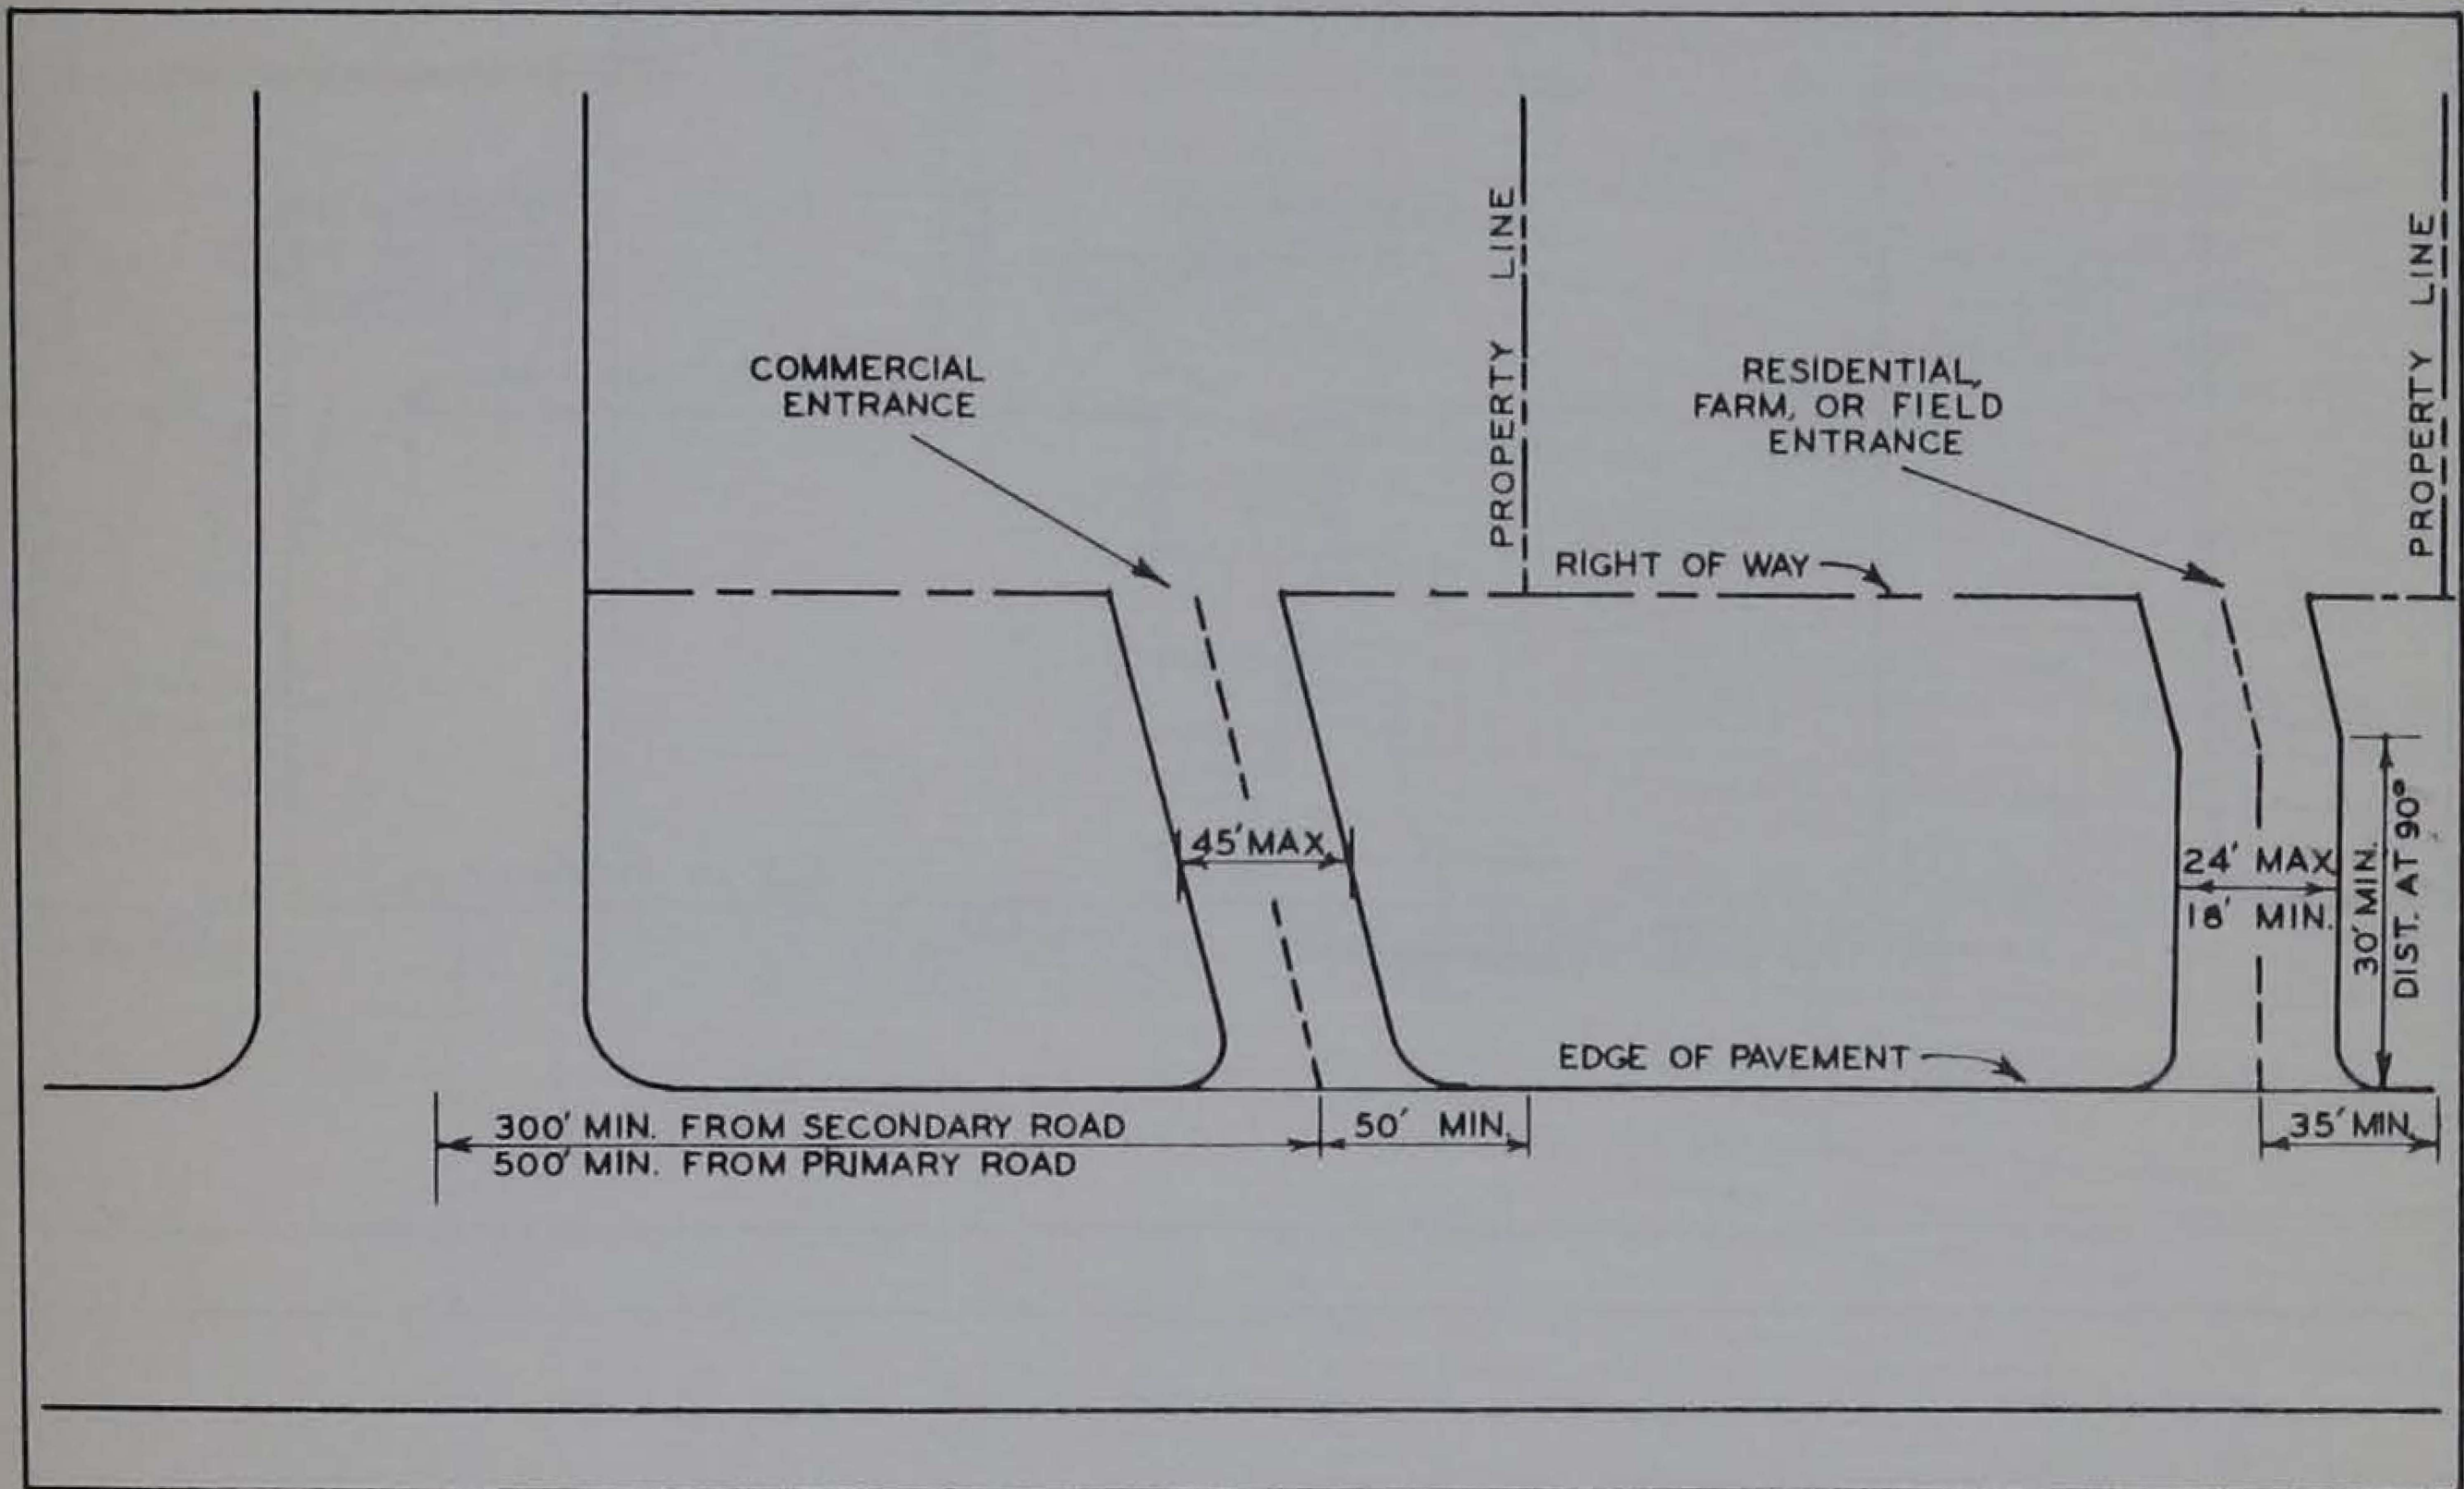 COMMERCIAL
ENTRANCE
PROPERTY LINE
RESIDENTIAL,
FARM, OR FIELD
ENTRANCE
PROPERTY LINE
RIGHT OF WAY
45' MAX.
24' MAX.
18' MIN.
30' MIN.
DIST. AT 90°
EDGE OF PAVEMENT
300' MIN. FROM SECONDARY ROAD
500' MIN. FROM PRIMARY ROAD
50' MIN.
35' MIN.